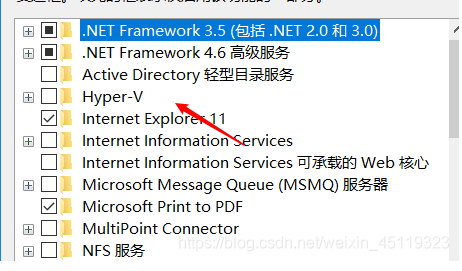 .NET Framework 3.5 (包括 .NET 2.0 和 3.0)
.NET Framework 4.6 高级服务
Active Directory 轻型目录服务
Hyper-V
Internet Explorer 11
Internet Information Services
Internet Information Services 可承载的 Web 核心
Microsoft Message Queue (MSMQ) 服务器
Microsoft Print to PDF
MultiPoint Connector
NFS 服务
https://blog.csdn.net/weixin_45119323